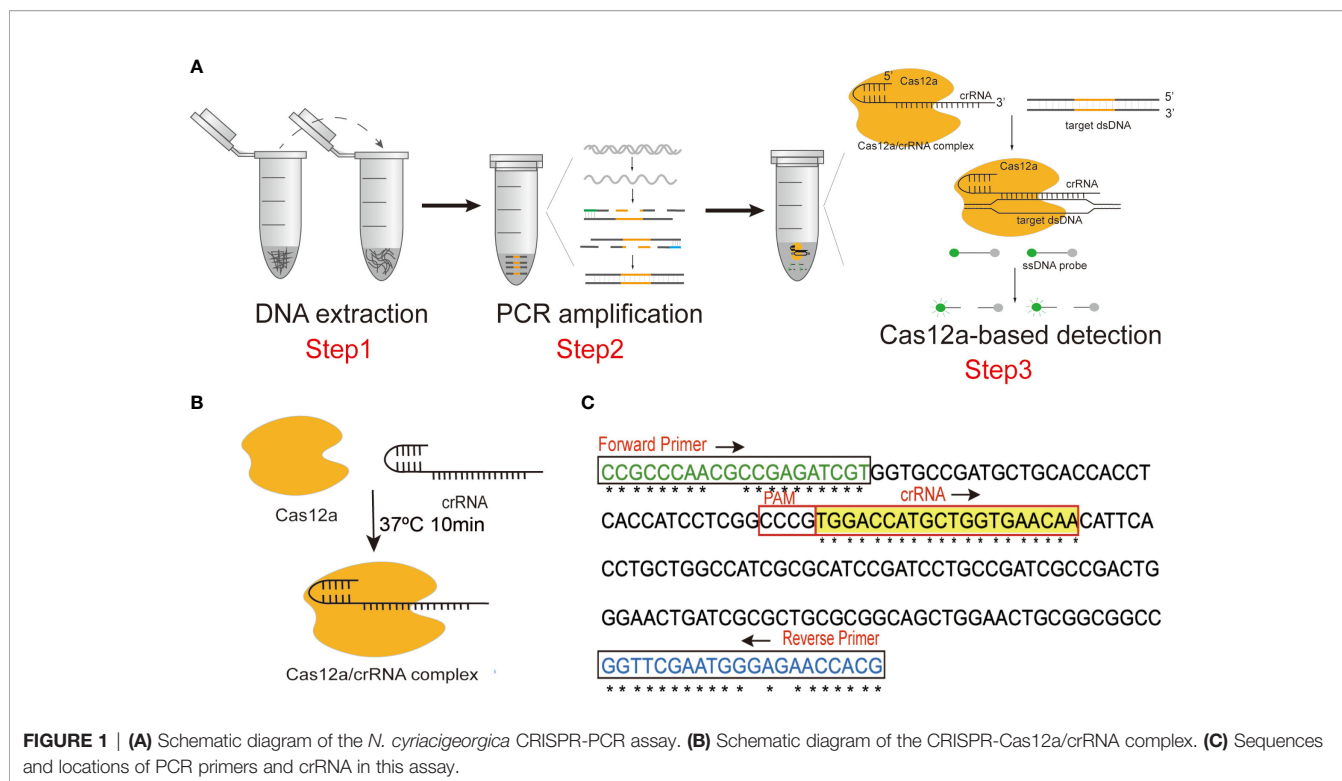 A
5'
Cas12a
crRNA
3'
Cas12a/crRNA complex
5'
3'
target dsDNA
Cas12a
crRNA
target dsDNA
ssDNA probe
DNA extraction
Step1
PCR amplification
Step2
Cas12a-based detection
Step3
B
Cas12a
crRNA
37ºC 10min
Cas12a/crRNA complex
C
Forward Primer
CCGCCCAACGCCGAGATCGTGGTGCCGATGCTGCACCACCT
* * * * * * * * * * * * * * * * * *
PAM crRNA
CACCATCCTCGGCCCCGTGGACCATGCTGGTGAACAACATTCA
* * * * * * * * * * * * * * * * * * * *
CCTGCTGGCCATCGCGCATCCGATCCTGCCGATCGCCGACTG
GGAACTGATCGCGCTGCGCGGCAGCTGGAACTGCGGCGGCC
Reverse Primer
GGTTCGAATGGGAGAACCACG
* * * * * * * * * * * * * * * * * * *
FIGURE 1 | (A) Schematic diagram of the N. cyriacigeorgica CRISPR-PCR assay. (B) Schematic diagram of the CRISPR-Cas12a/crRNA complex. (C) Sequences
and locations of PCR primers and crRNA in this assay.